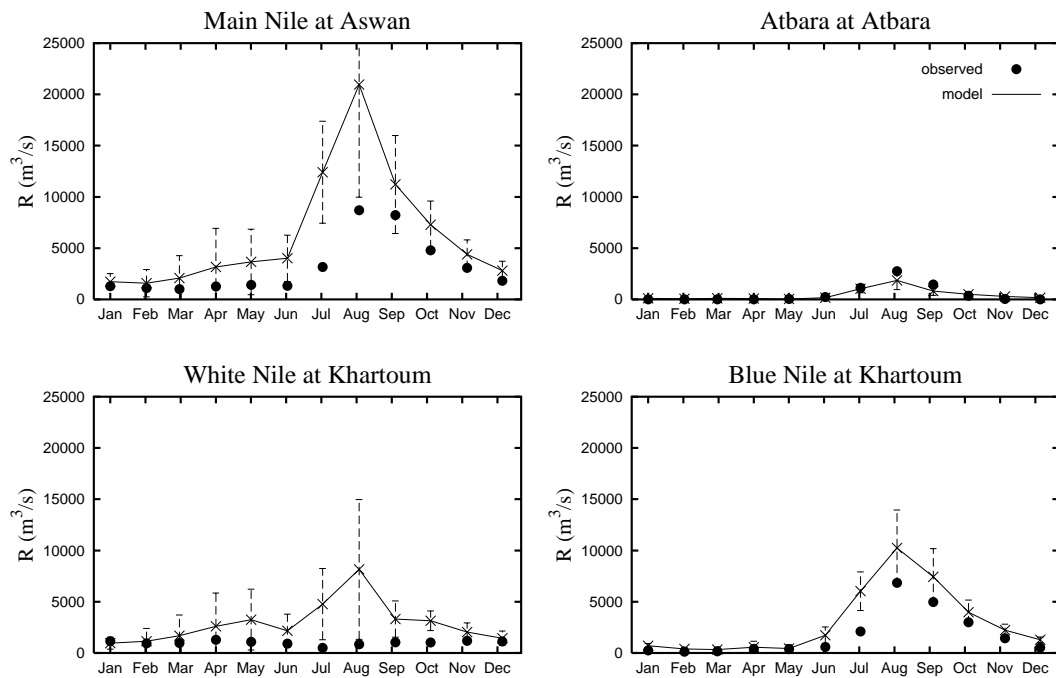 Main Nile at Aswan
25000
20000
15000
10000
5000
0
R (m³/s)
Jan Feb Mar Apr May Jun Jul Aug Sep Oct Nov Dec
Atbara at Atbara
25000
20000
15000
10000
5000
0
R (m³/s)
observed
model
Jan Feb Mar Apr May Jun Jul Aug Sep Oct Nov Dec
White Nile at Khartoum
25000
20000
15000
10000
5000
0
R (m³/s)
Jan Feb Mar Apr May Jun Jul Aug Sep Oct Nov Dec
Blue Nile at Khartoum
25000
20000
15000
10000
5000
0
R (m³/s)
Jan Feb Mar Apr May Jun Jul Aug Sep Oct Nov Dec